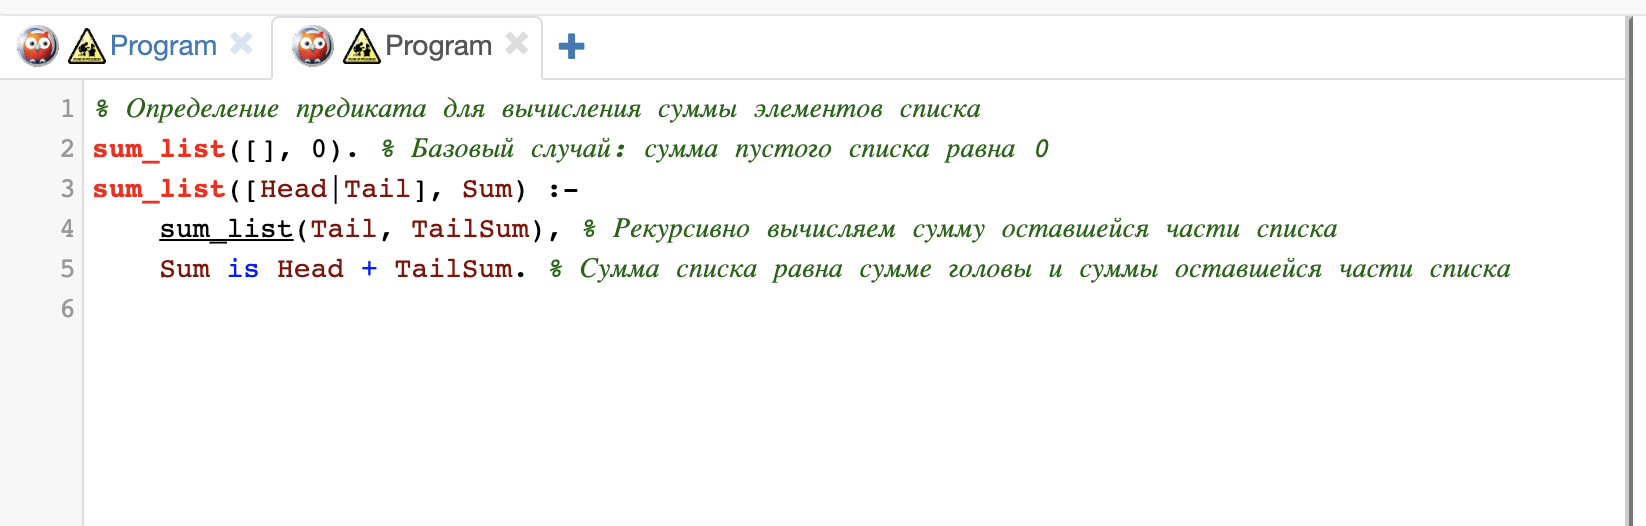 Program Program
1 % Определение предиката для вычисления суммы элементов списка
2 sum_list([], 0). % Базовый случай: сумма пустого списка равна 0
3 sum_list([Head|Tail], Sum) :-
4     sum_list(Tail, TailSum), % Рекурсивно вычисляем сумму оставшейся части списка
5     Sum is Head + TailSum. % Сумма списка равна сумме головы и суммы оставшейся части списка
6